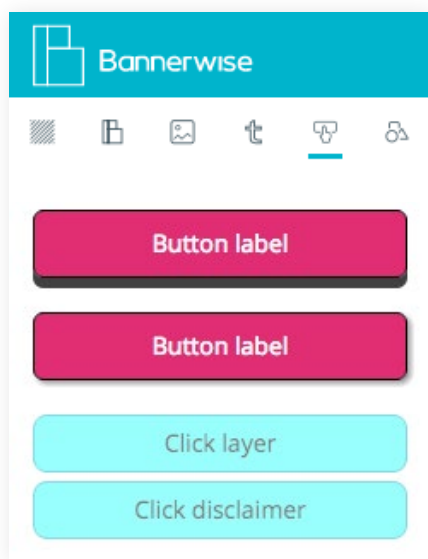 Bannerwise
Button label
Button label
Click layer
Click disclaimer